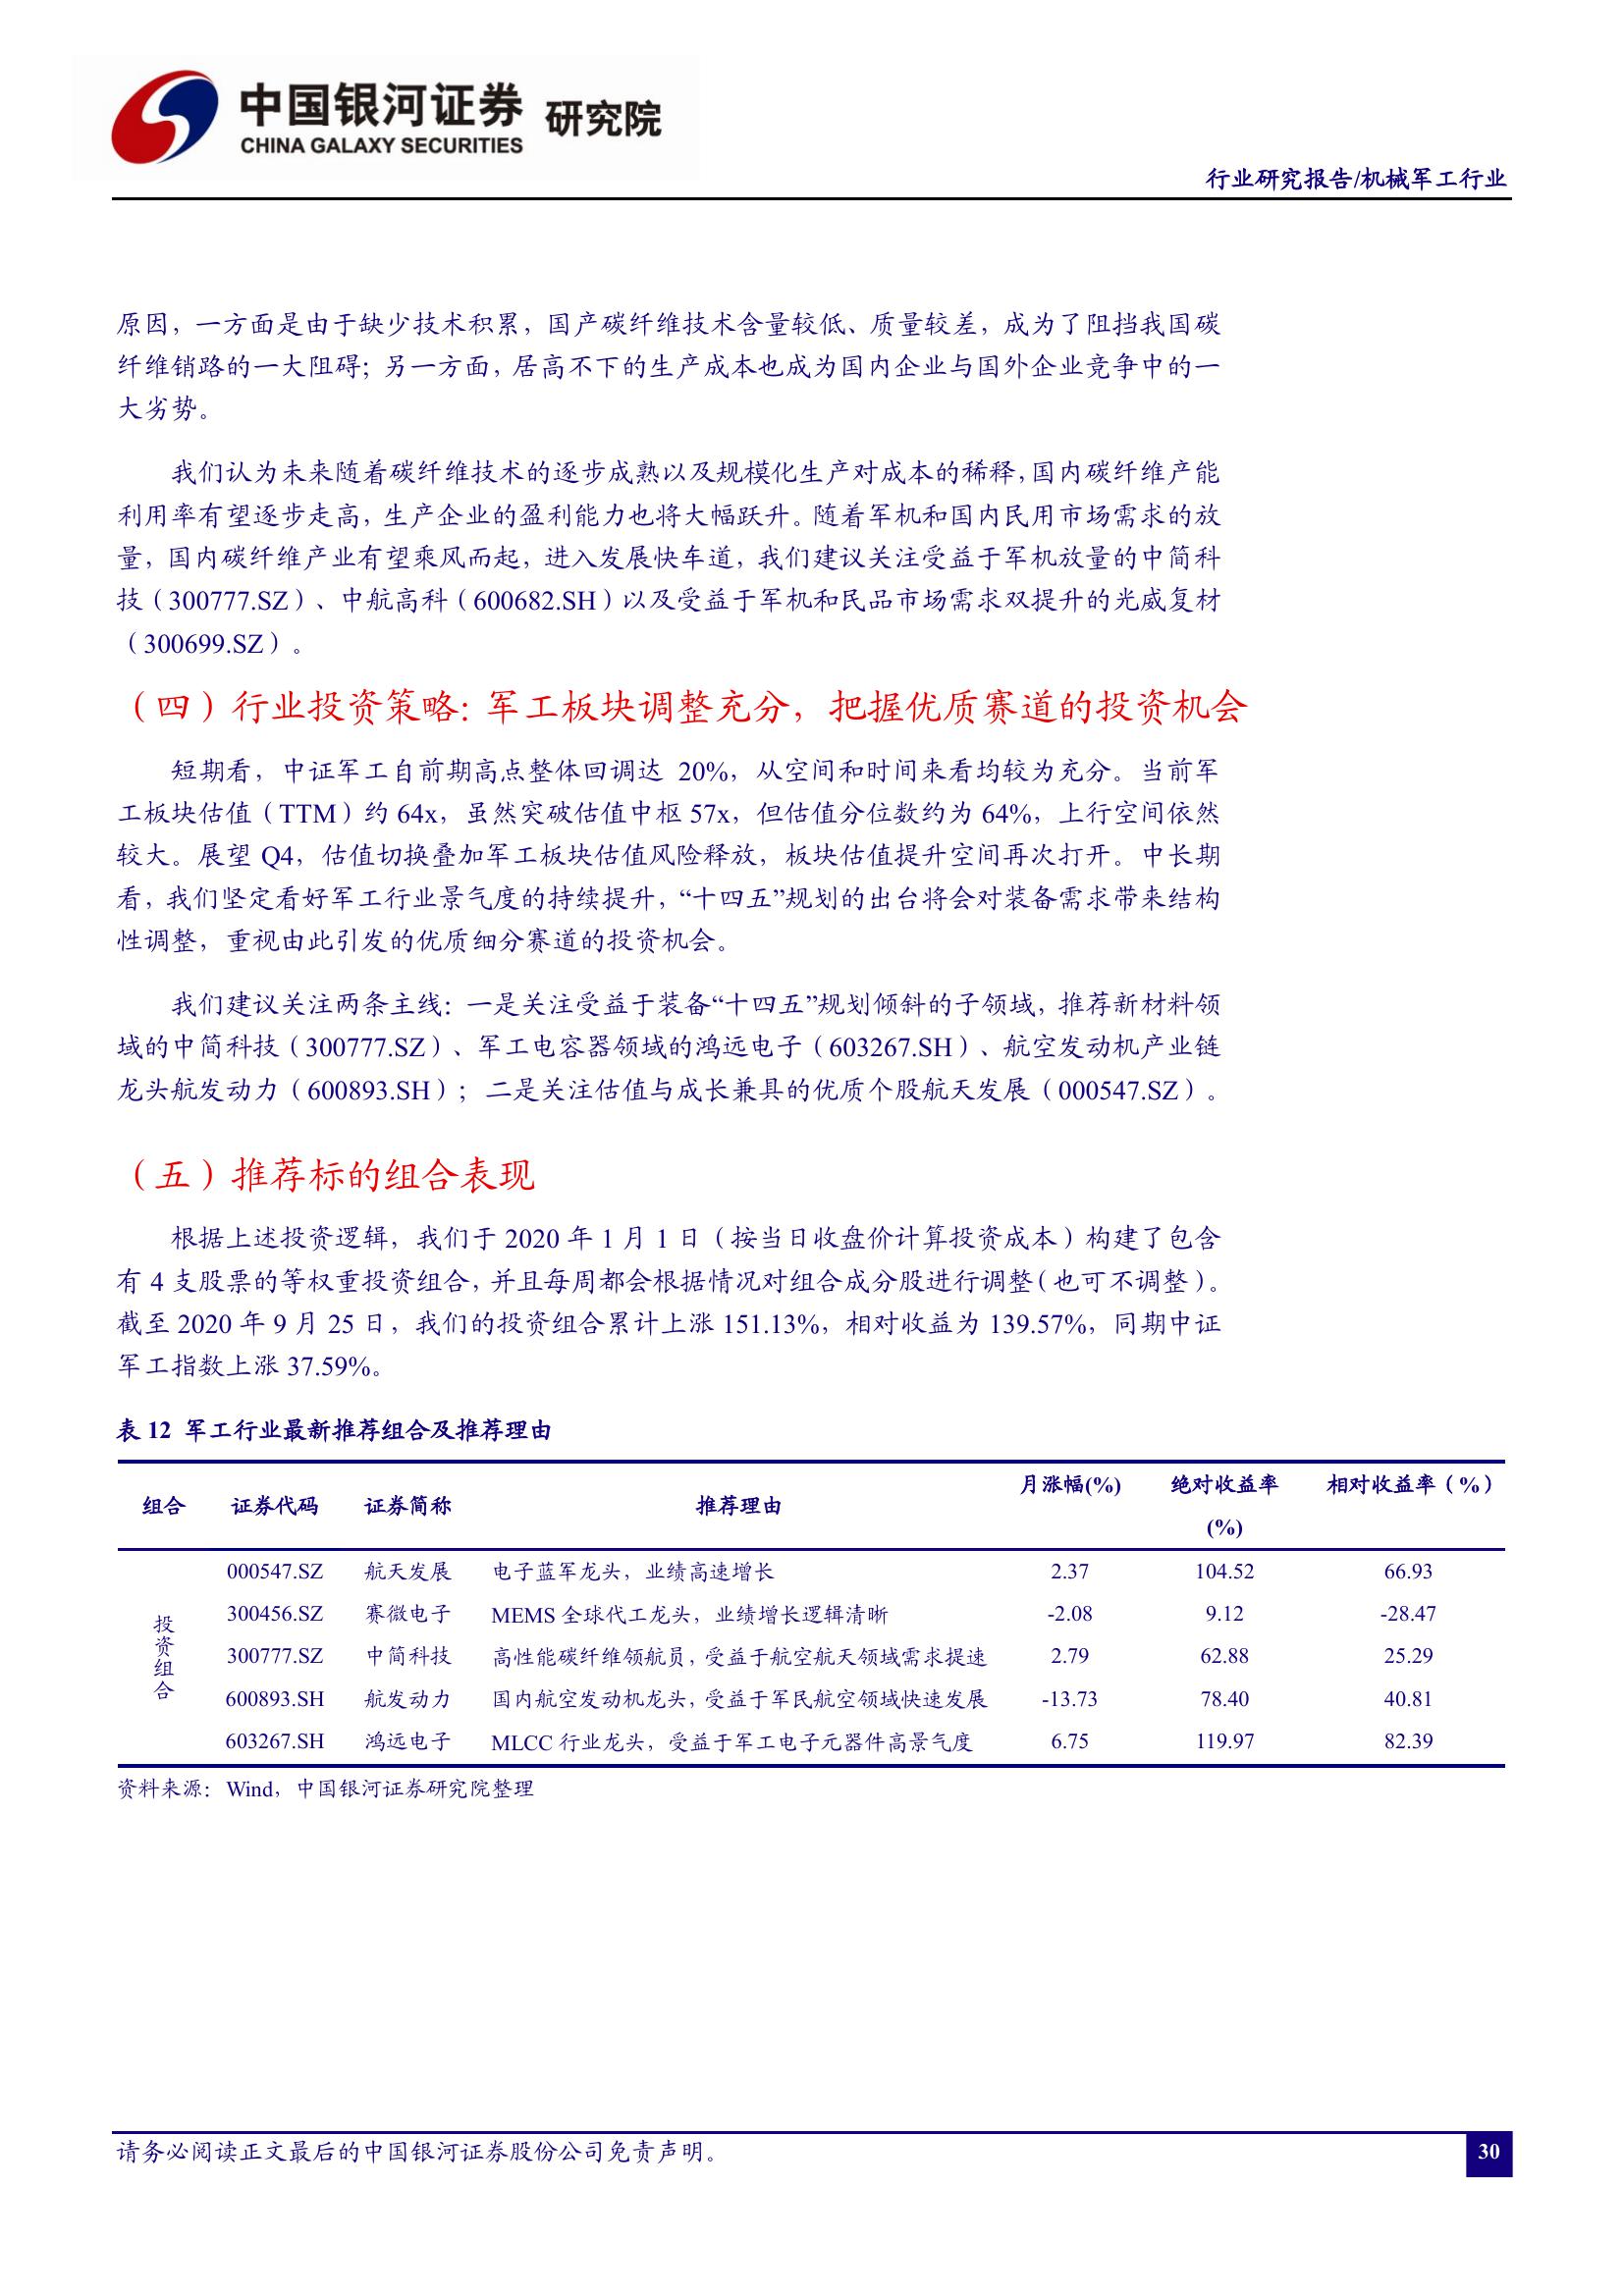 中国银河证券 研究院
CHINA GALAXY SECURITIES
行业研究报告/机械军工行业
原因，一方面是由于缺少技术积累，国产碳纤维技术含量较低、质量较差，成为了阻挡我国碳
纤维销路的一大阻碍；另一方面，居高不下的生产成本也成为国内企业与国外企业竞争中的一
大劣势。
我们认为未来随着碳纤维技术的逐步成熟以及规模化生产对成本的稀释，国内碳纤维产能
利用率有望逐步走高，生产企业的盈利能力也将大幅跃升。随着军机和国内民用市场需求的放
量，国内碳纤维产业有望乘风而起，进入发展快车道，我们建议关注受益于军机放量的中简科
技（300777.SZ）、中航高科（600682.SH）以及受益于军机和民品市场需求双提升的光威复材
（300699.SZ）。
（四）行业投资策略：军工板块调整充分，把握优质赛道的投资机会
短期看，中证军工自前期高点整体回调达 20%，从空间和时间来看均较为充分。当前军
工板块估值（TTM）约 64x，虽然突破估值中枢 57x，但估值分位数约为 64%，上行空间依然
较大。展望 Q4，估值切换叠加军工板块估值风险释放，板块估值提升空间再次打开。中长期
看，我们坚定看好军工行业景气度的持续提升，“十四五”规划的出台将会对装备需求带来结构
性调整，重视由此引发的优质细分赛道的投资机会。
我们建议关注两条主线：一是关注受益于装备“十四五”规划倾斜的子领域，推荐新材料领
域的中简科技（300777.SZ）、军工电容器领域的鸿远电子（603267.SH）、航空发动机产业链
龙头航发动力（600893.SH）；二是关注估值与成长兼具的优质个股航天发展（000547.SZ）。
（五）推荐标的组合表现
根据上述投资逻辑，我们于 2020 年 1 月 1 日（按当日收盘价计算投资成本）构建了包含
有 4 支股票的等权重投资组合，并且每周都会根据情况对组合成分股进行调整（也可不调整）。
截至 2020 年 9 月 25 日，我们的投资组合累计上涨 151.13%，相对收益为 139.57%，同期中证
军工指数上涨 37.59%。
表 12 军工行业最新推荐组合及推荐理由
组合 证券代码 证券简称 推荐理由 月涨幅(%) 绝对收益率 相对收益率（%）
(%)
000547.SZ 航天发展 电子蓝军龙头，业绩高速增长 2.37 104.52 66.93
投资组合 300456.SZ 赛微电子 MEMS 全球代工龙头，业绩增长逻辑清晰 -2.08 9.12 -28.47
300777.SZ 中简科技 高性能碳纤维领航员，受益于航空航天领域需求提速 2.79 62.88 25.29
600893.SH 航发动力 国内航空发动机龙头，受益于军民航空领域快速发展 -13.73 78.40 40.81
603267.SH 鸿远电子 MLCC 行业龙头，受益于军工电子元器件高景气度 6.75 119.97 82.39
资料来源：Wind，中国银河证券研究院整理
请务必阅读正文最后的中国银河证券股份公司免责声明。
30